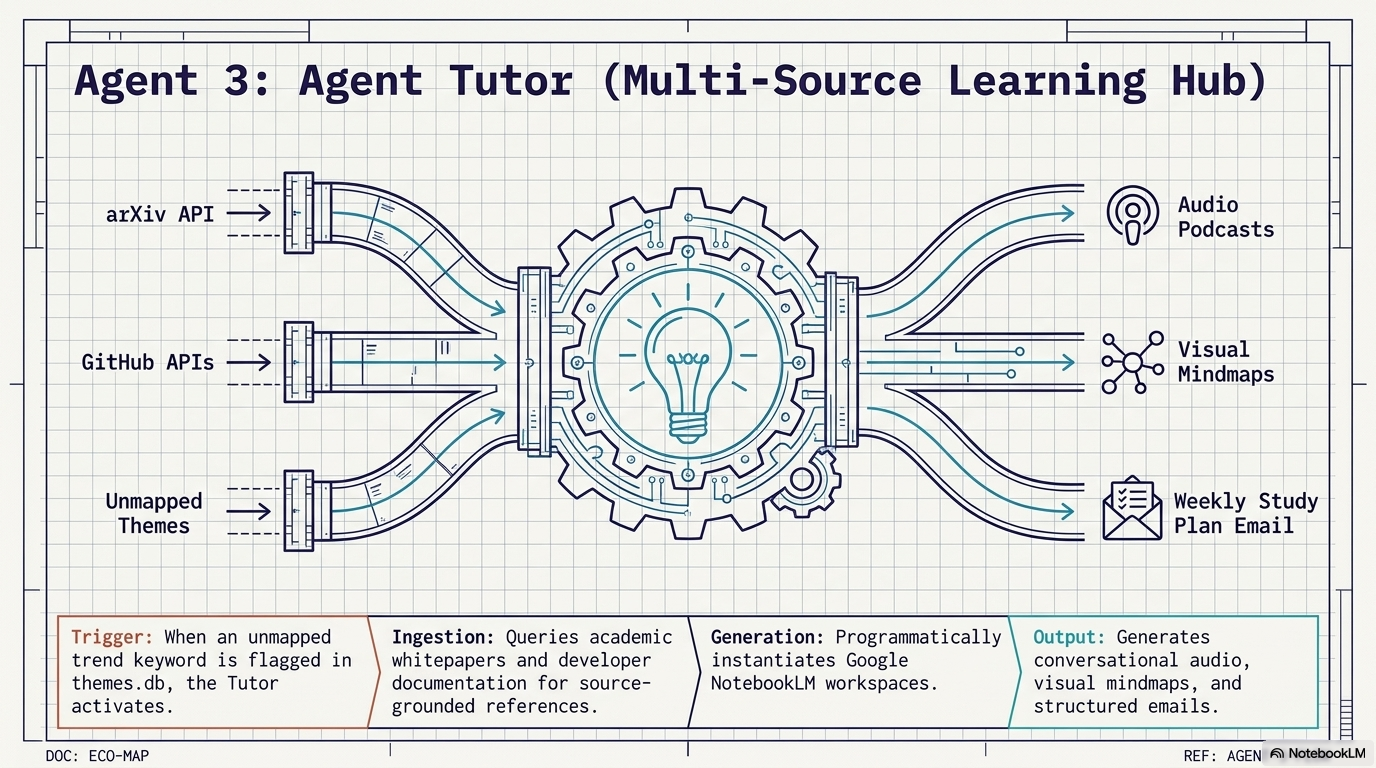 Agent 3: Agent Tutor (Multi-Source Learning Hub)
arXiv API
GitHub APIs
Unmapped
Themes
Audio
Podcasts
Visual
Mindmaps
Weekly Study
Plan Email
Trigger: When an unmapped
trend keyword is flagged in
themes.db, the Tutor
activates.
Ingestion: Queries academic
whitepapers and developer
documentation for source-
grounded references.
Generation: Programmatically
instantiates Google
NotebookLM workspaces.
Output: Generates
conversational audio,
visual mindmaps, and
structured emails.
DOC: ECO-MAP
REF: AGEN
NotebookLM